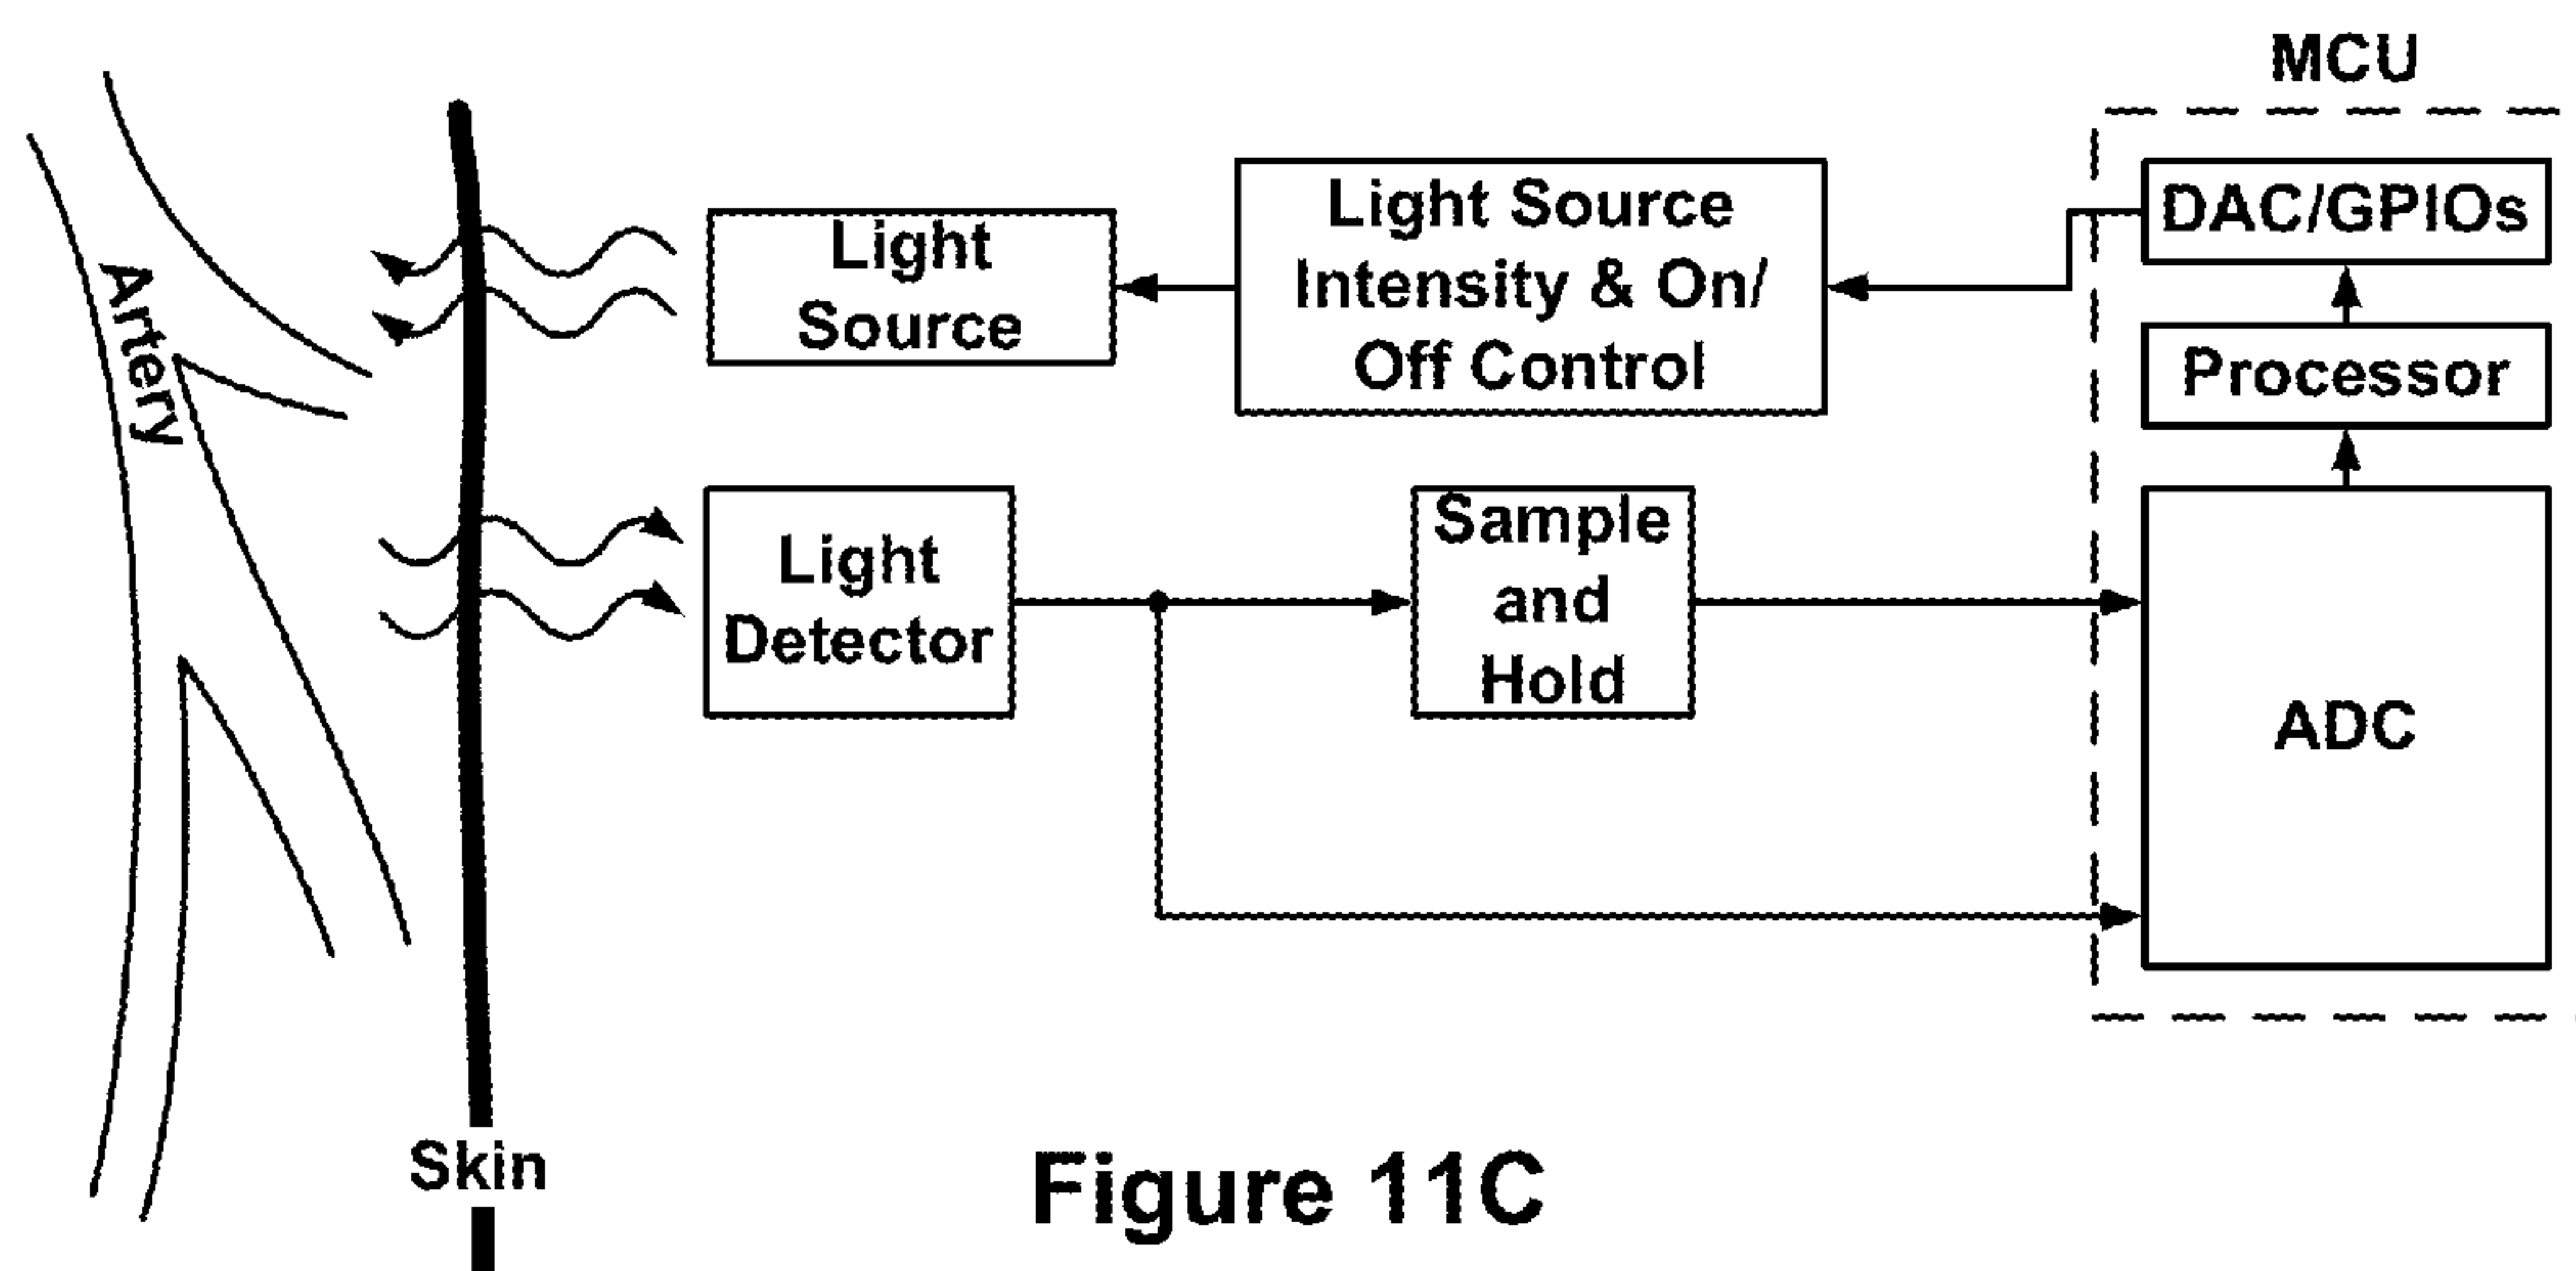 MCU
Light Source
Intensity & On/
Off Control
DAC/GPIOs
Light
Source
Processor
Artery
Light
Detector
Sample
and
Hold
ADC
Skin
Figure 11C